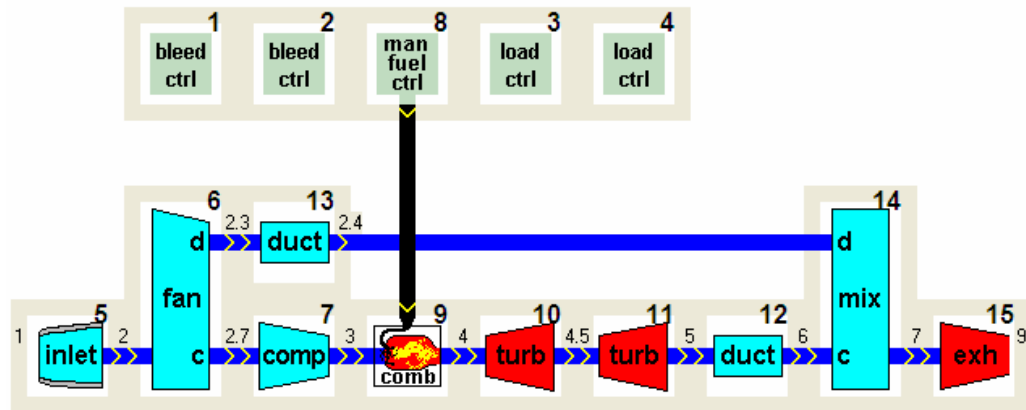 1 2 8 3 4
bleed ctrl
bleed ctrl
man fuel ctrl
load ctrl
load ctrl
6 13 14
2.3 2.4
d duct d
fan mix
5 7 9 10 11 12 15
1 2 2.7 3 4 4.5 5 6 7 9
inlet c comp comb turb turb duct c exh